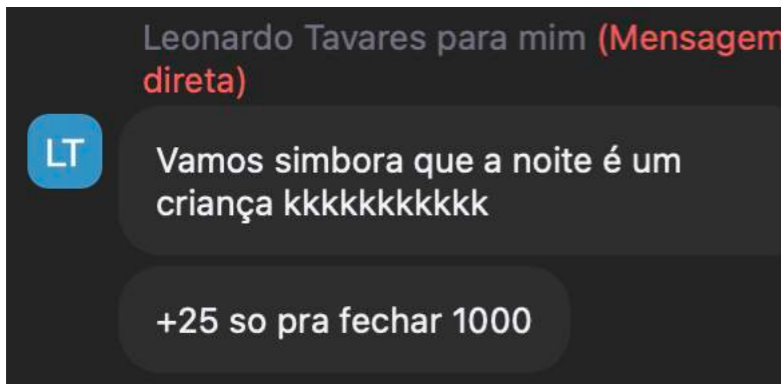 Leonardo Tavares para mim (Mensagem
direta)
LT
Vamos simbora que a noite é um
criança kkkkkkkkkkk
+25 so pra fechar 1000